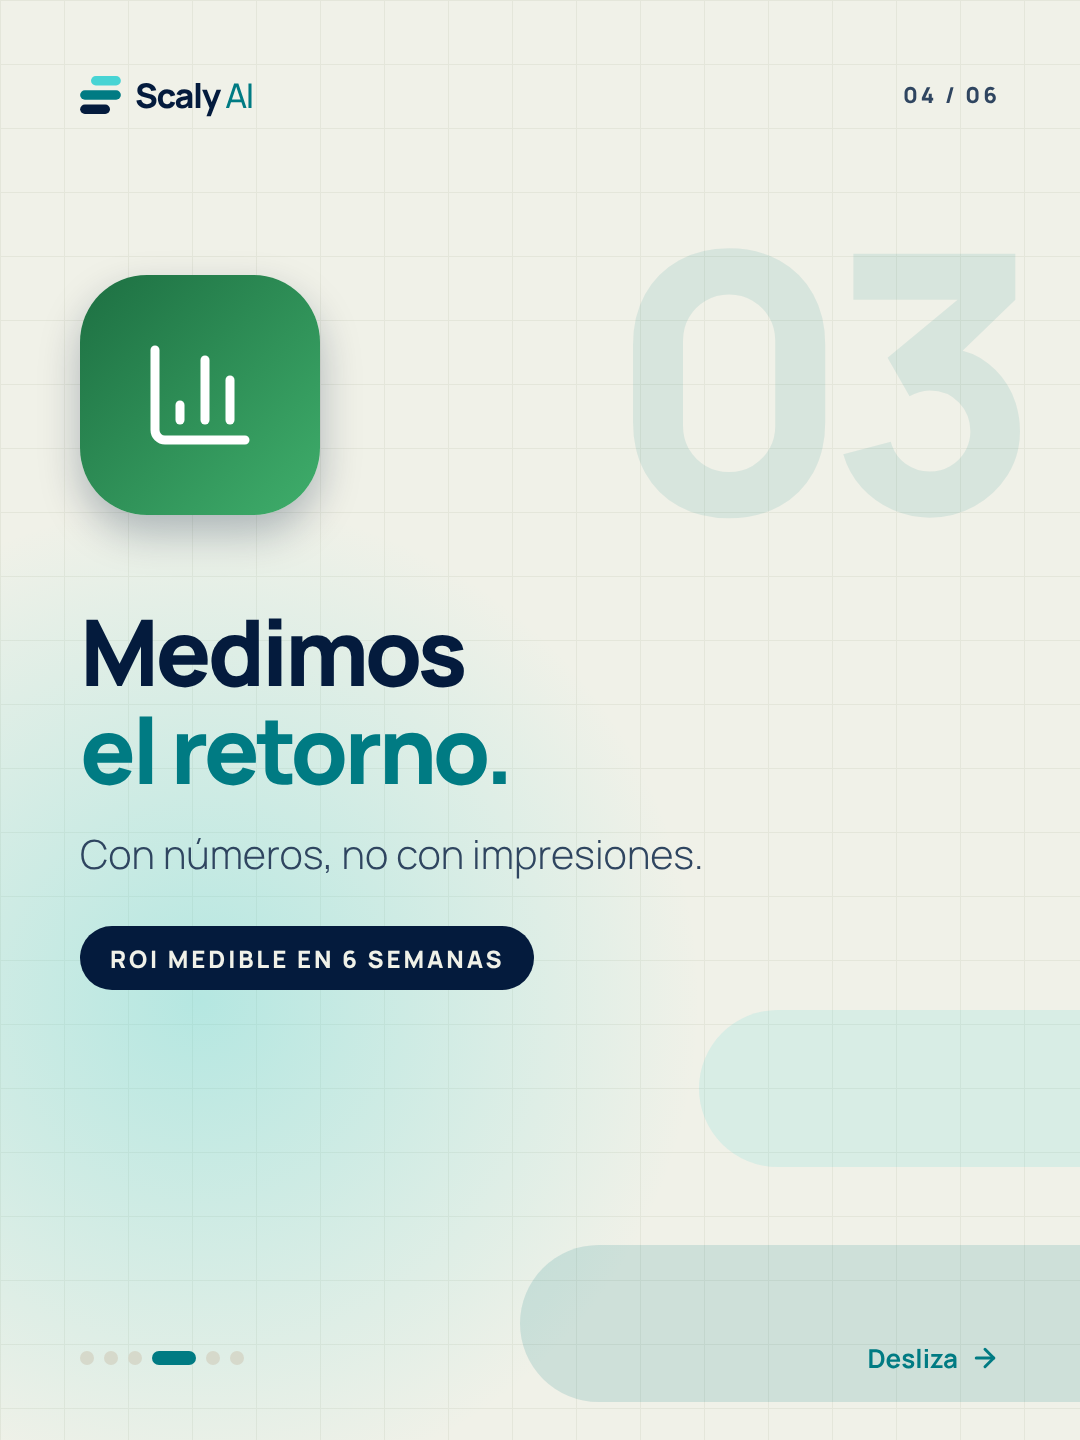 Scaly AI
04 / 06
03
Medimos
el retorno.
Con números, no con impresiones.
ROI MEDIBLE EN 6 SEMANAS
Desliza →